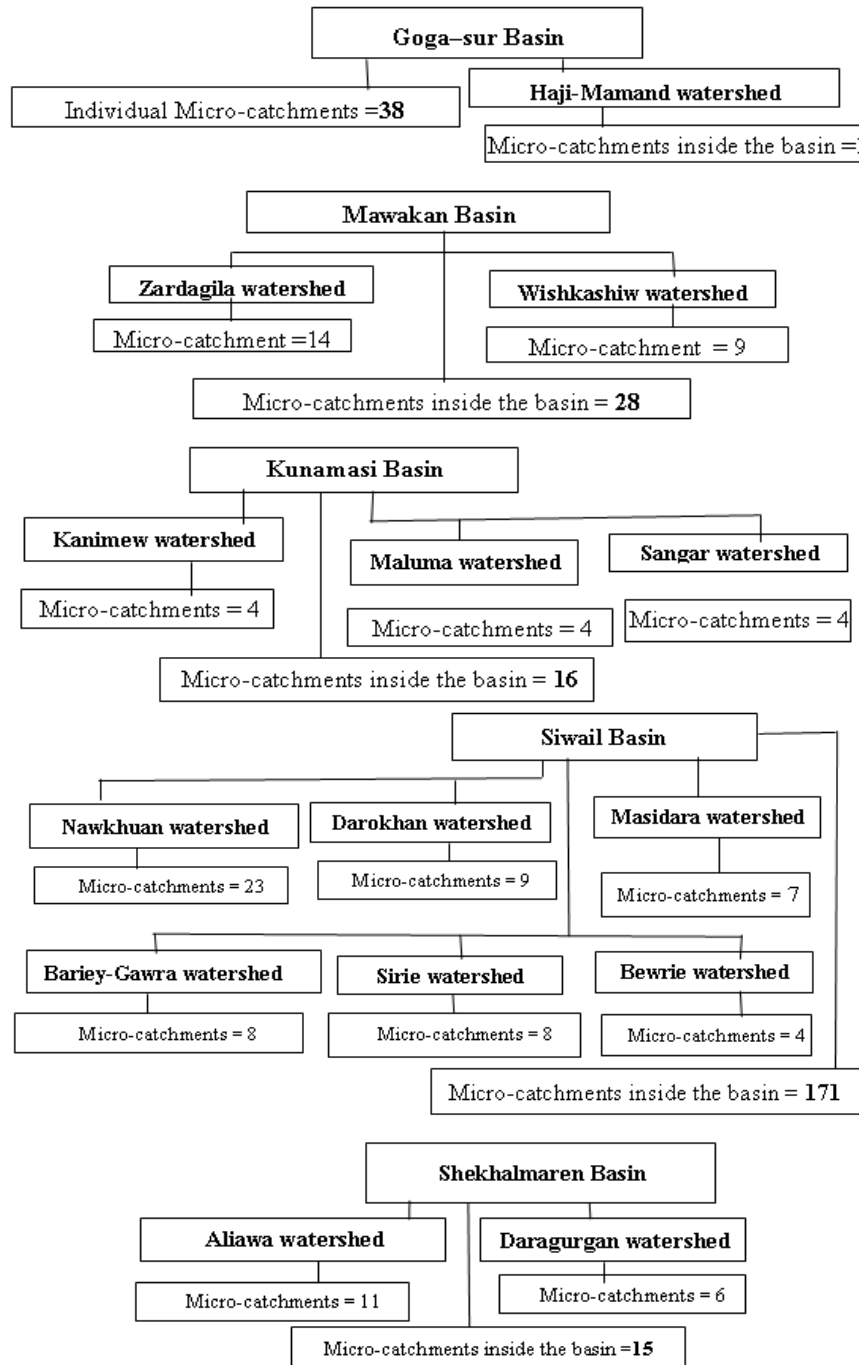 Goga–sur Basin
Individual Micro-catchments =38
Haji-Mamand watershed
Micro-catchments inside the basin =
Mawakan Basin
Zardagila watershed
Wishkashiw watershed
Micro-catchment =14
Micro-catchment = 9
Micro-catchments inside the basin = 28
Kunamasi Basin
Kanimew watershed
Maluma watershed
Sangar watershed
Micro-catchments = 4
Micro-catchments = 4
Micro-catchments = 4
Micro-catchments inside the basin = 16
Siwail Basin
Nawkhuan watershed
Darokhan watershed
Masidara watershed
Micro-catchments = 23
Micro-catchments = 9
Micro-catchments = 7
Bariey-Gawra watershed
Sirie watershed
Bewrie watershed
Micro-catchments = 8
Micro-catchments = 8
Micro-catchments = 4
Micro-catchments inside the basin = 171
Shekhalmaren Basin
Aliawa watershed
Daragurgan watershed
Micro-catchments = 11
Micro-catchments = 6
Micro-catchments inside the basin =15